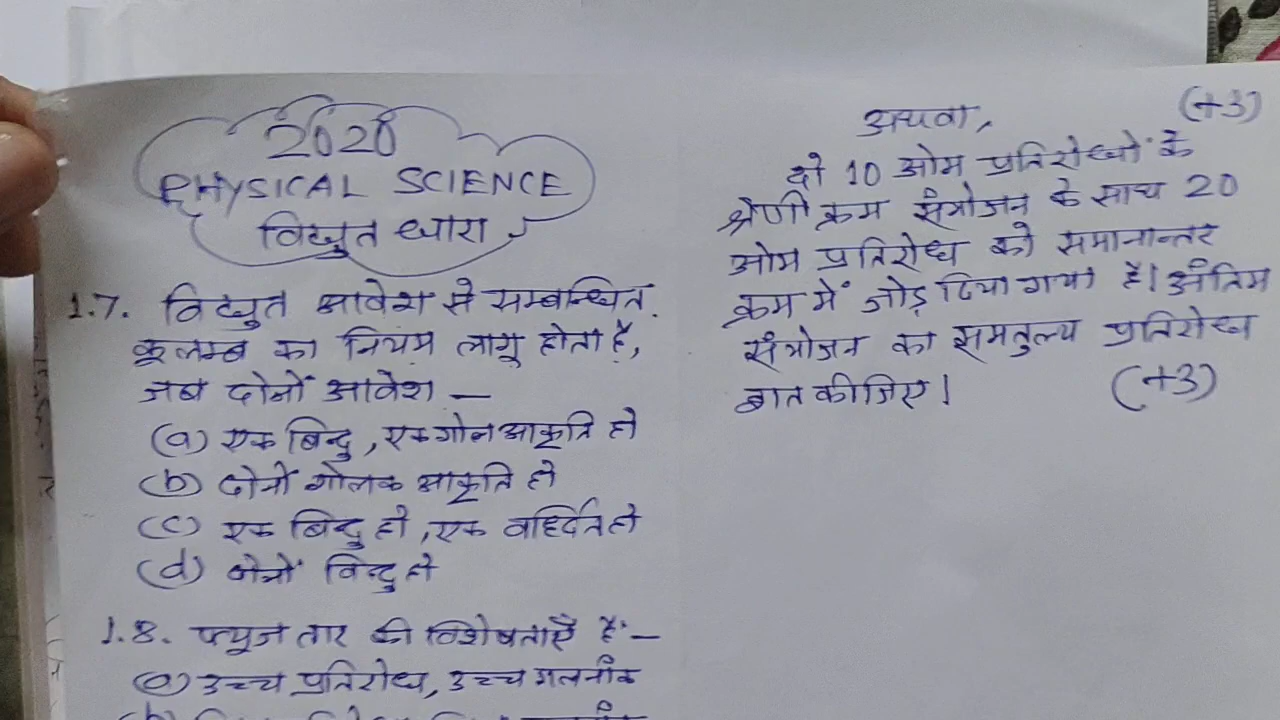 2020
PHYSICAL SCIENCE
विद्युत धारा
1.7. विद्युत आवेश से सम्बन्धित
कूलम्ब का नियम लागू होता है,
जब दोनों आवेश —
(a) एक बिन्दु, एक गोल आकृति हो
(b) दोनों गोलक आकृति हो
(c) एक बिन्दु हो, एक हो
(d) दोनों बिन्दु हो
1.8. फ्यूज तार की विशेषताएँ हैं —
(a) उच्च प्रतिरोध, उच्च गलनांक
अथवा, (+3)
दो 10 ओम प्रतिरोधों के
श्रेणी क्रम संयोजन के साथ 20
ओम प्रतिरोध को समानान्तर
क्रम में जोड़ दिया गया है। अंतिम
संयोजन का समतुल्य प्रतिरोध
ज्ञात कीजिए। (+3)